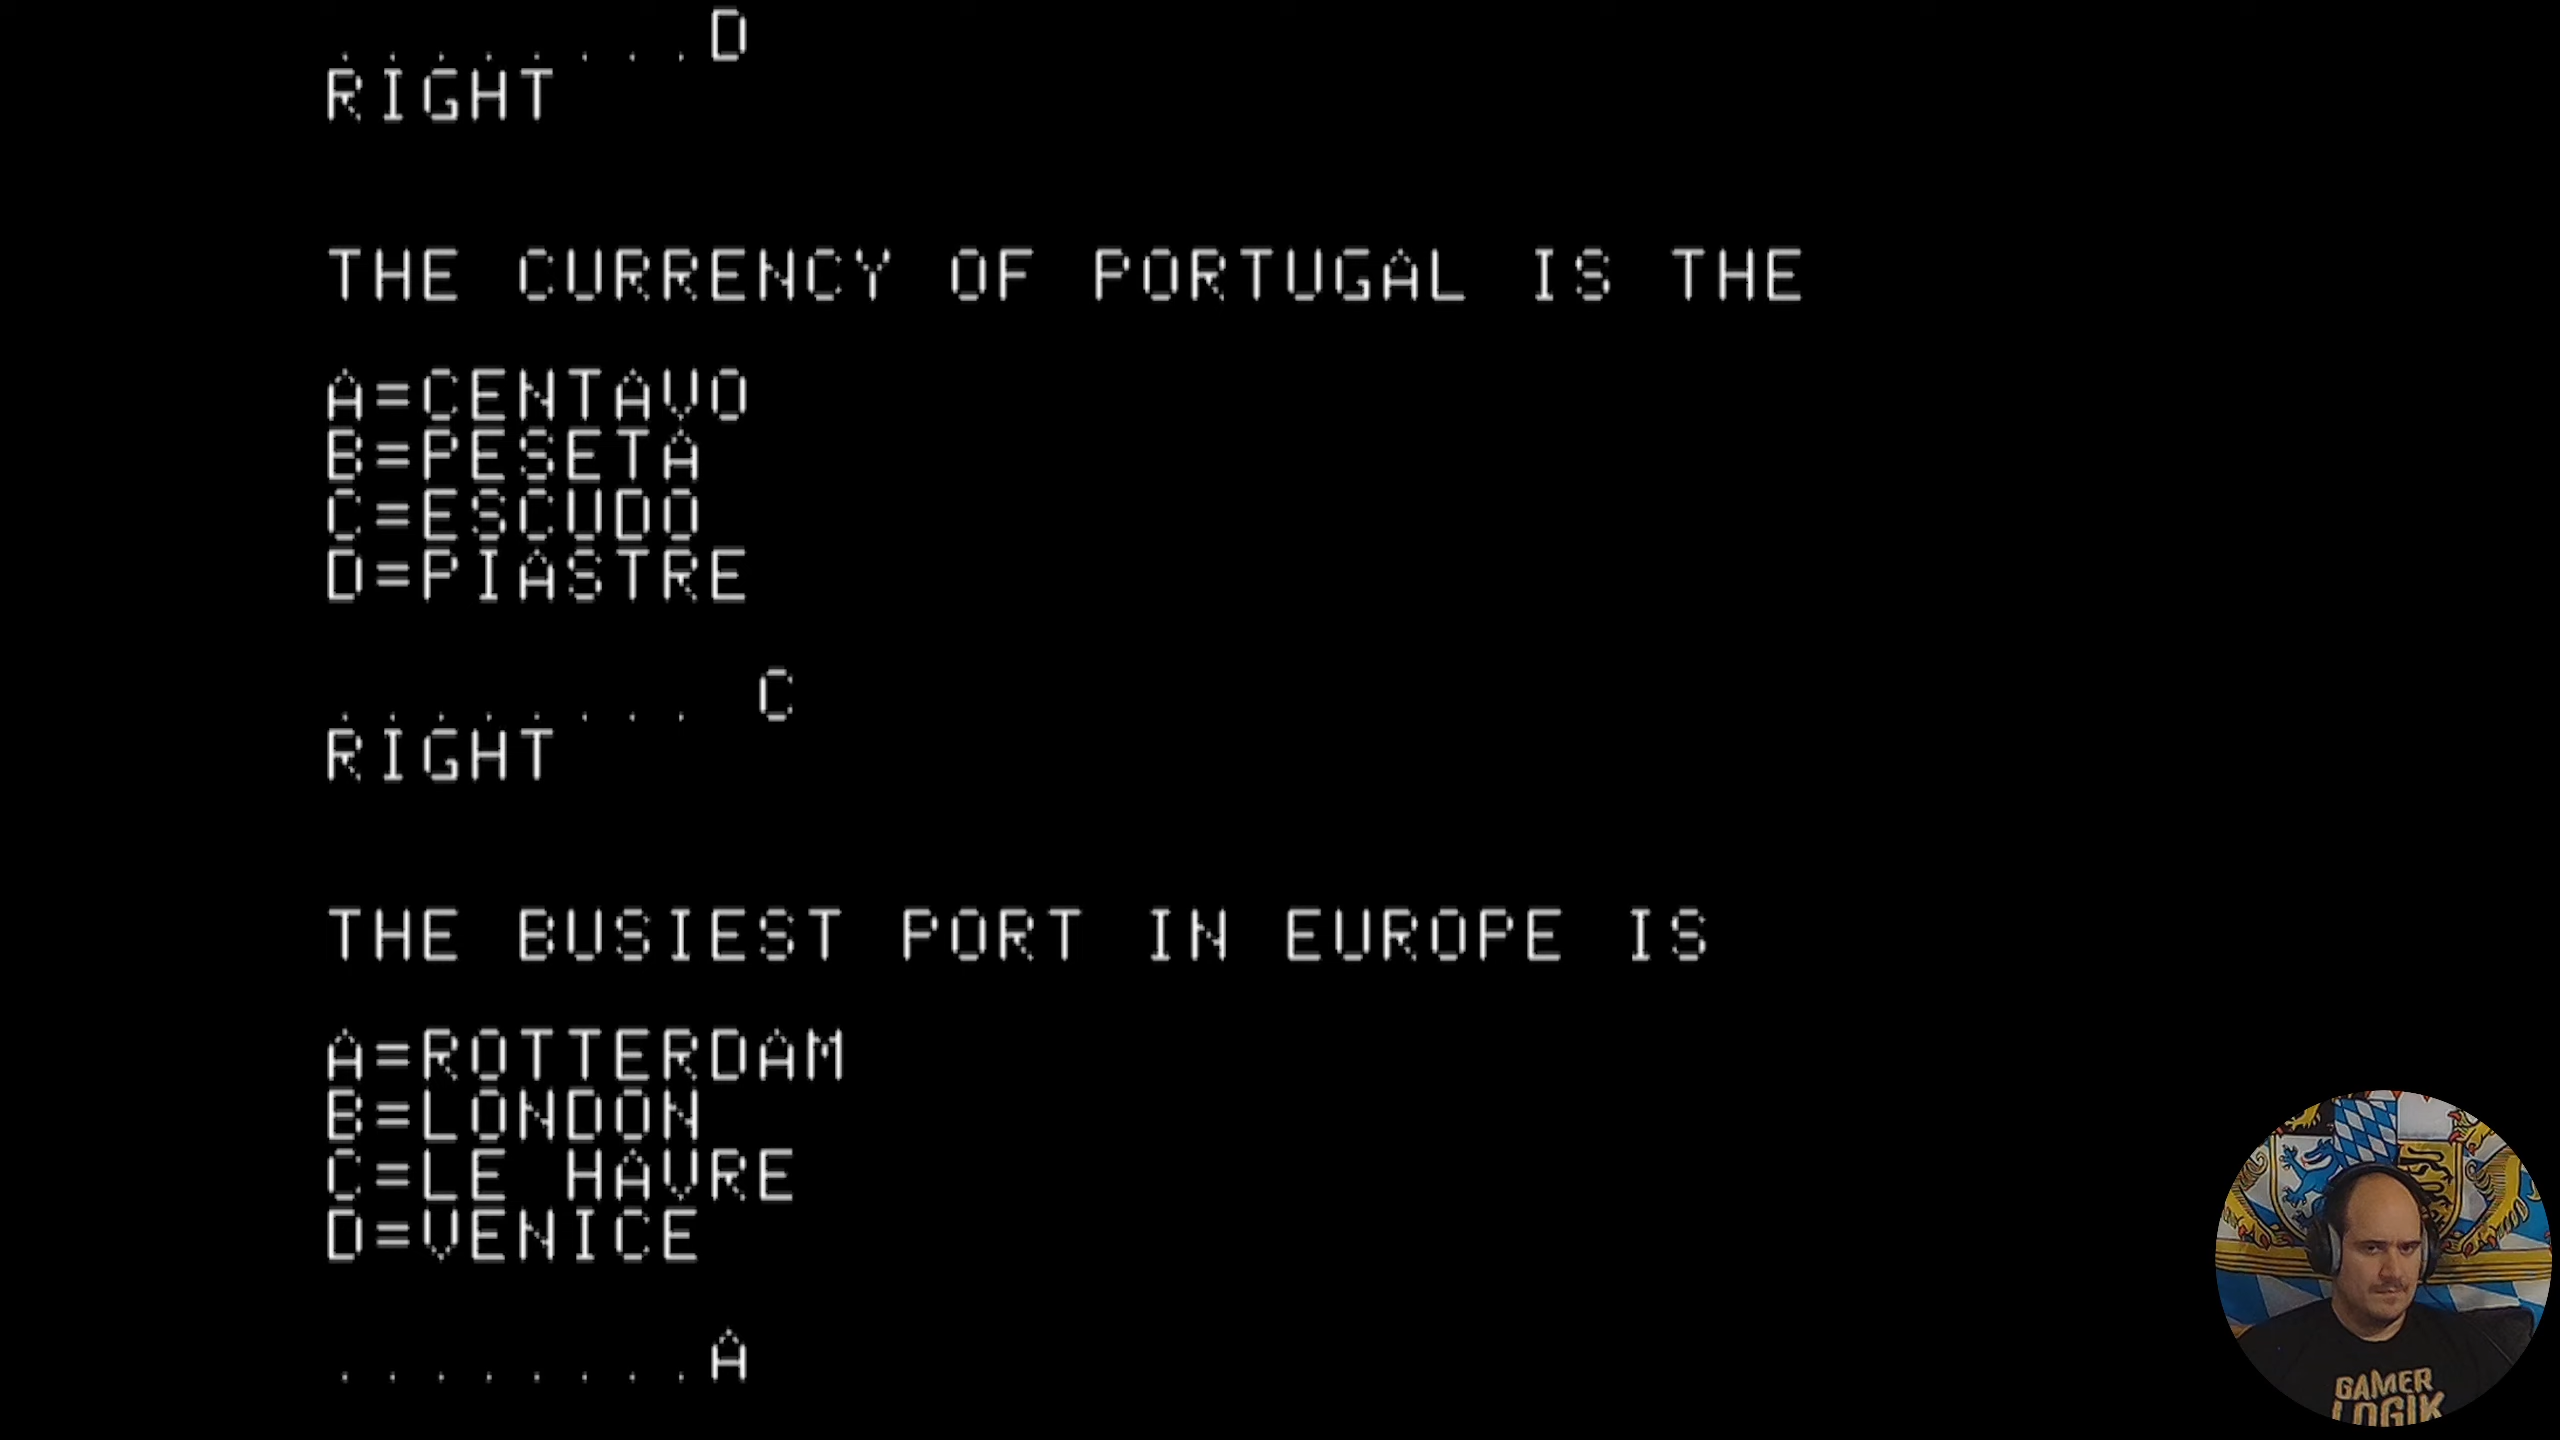 ........D
RIGHT
THE CURRENCY OF PORTUGAL IS THE
A=CENTAVO
B=PESETA
C=ESCUDO
D=PIASTRE
........ C
RIGHT
THE BUSIEST PORT IN EUROPE IS
A=ROTTERDAM
B=LONDON
C=LE HAVRE
D=VENICE
........A
GAMER
LOGIK